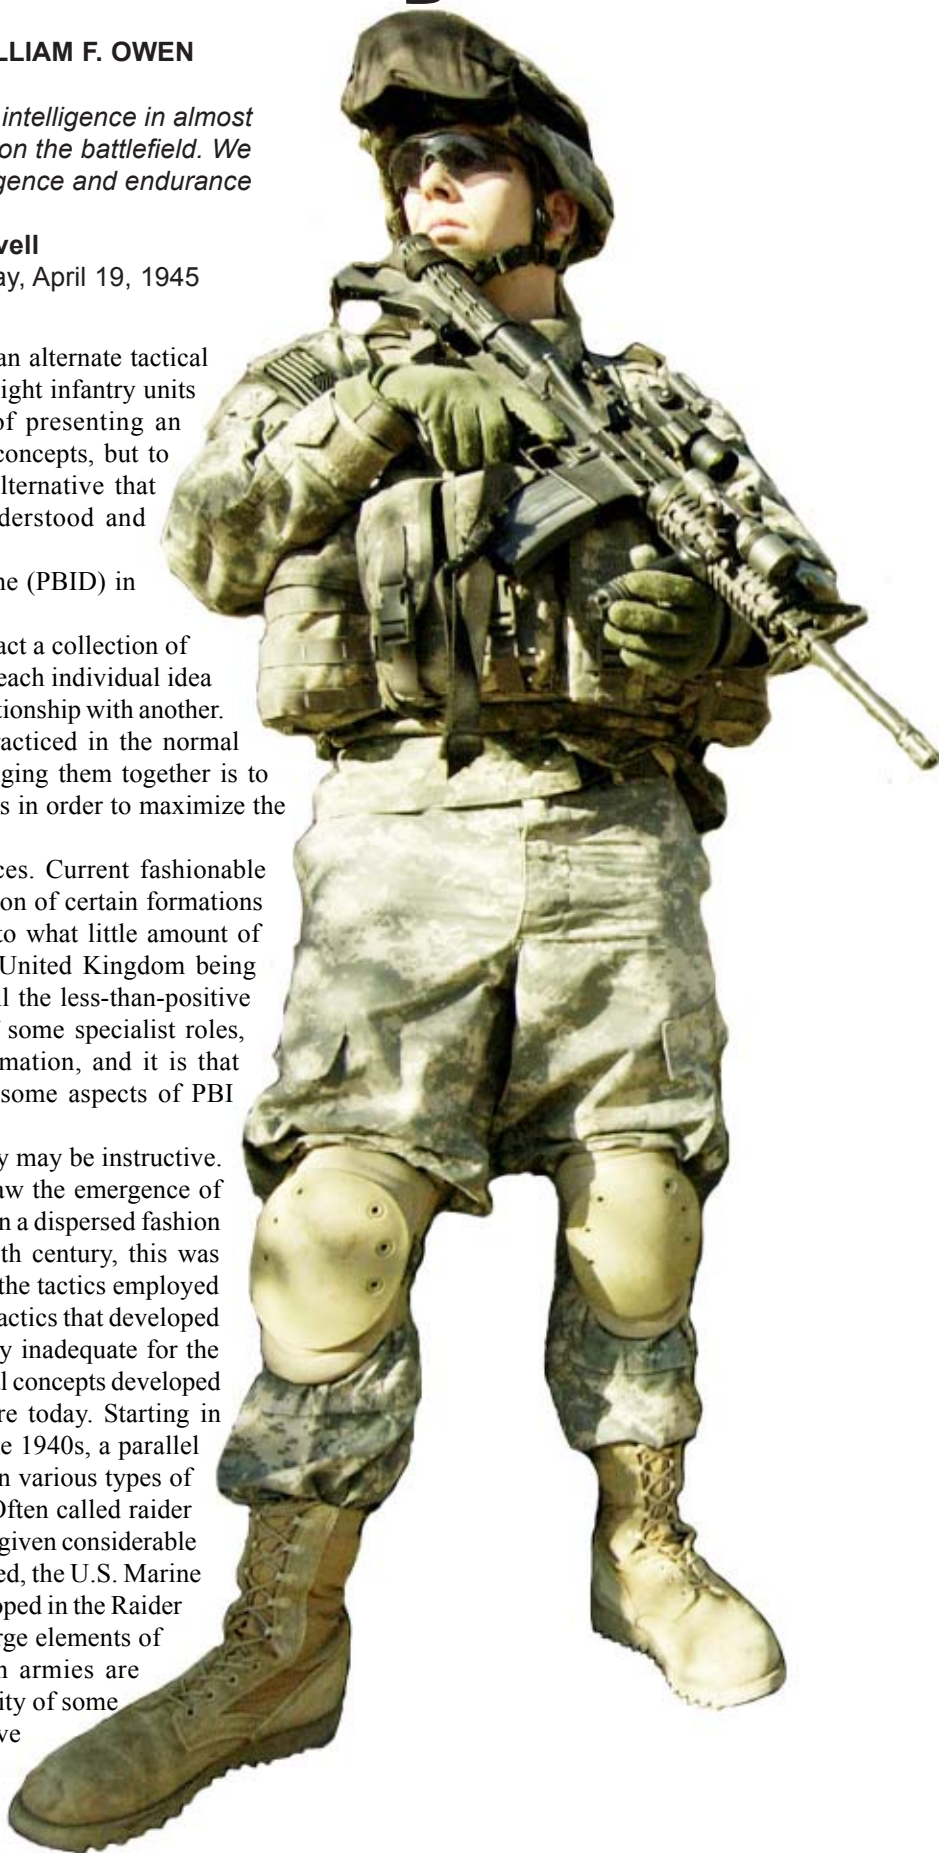 LLIAM F. OWEN
intelligence in almost
on the battlefield. We
gence and endurance
vell
ay, April 19, 1945
an alternate tactical
ight infantry units
of presenting an
concepts, but to
lternative that
derstood and
ne (PBID) in
act a collection of
each individual idea
tionship with another.
racticed in the normal
ging them together is to
s in order to maximize the
ces. Current fashionable
on of certain formations
to what little amount of
United Kingdom being
ll the less-than-positive
some specialist roles,
mation, and it is that
some aspects of PBI
y may be instructive.
aw the emergence of
n a dispersed fashion
th century, this was
the tactics employed
actics that developed
y inadequate for the
l concepts developed
re today. Starting in
e 1940s, a parallel
n various types of
Often called raider
given considerable
ed, the U.S. Marine
oped in the Raider
rge elements of
n armies are
ity of some
ve